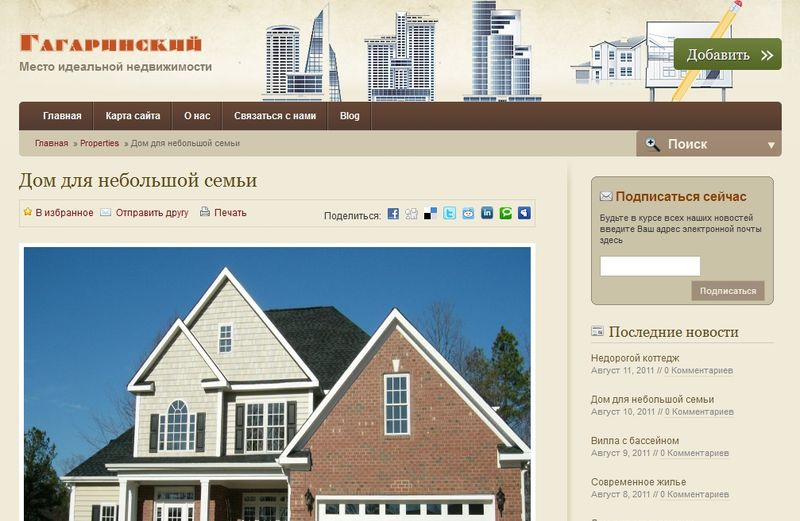 Гагаринский
Место идеальной недвижимости
Добавить »
Главная Карта сайта О нас Связаться с нами Blog
Главная » Properties » Дом для небольшой семьи
Поиск
Дом для небольшой семьи
В избранное Отправить другу Печать
Поделиться:
Подписаться сейчас
Будьте в курсе всех наших новостей
введите Ваш адрес электронной почты
здесь
Подписаться
Последние новости
Недорогой коттедж
Август 11, 2011 // 0 Комментариев
Дом для небольшой семьи
Август 10, 2011 // 0 Комментариев
Вилла с бассейном
Август 9, 2011 // 0 Комментариев
Современное жилье
Август 8, 2011 // 0 Комментариев